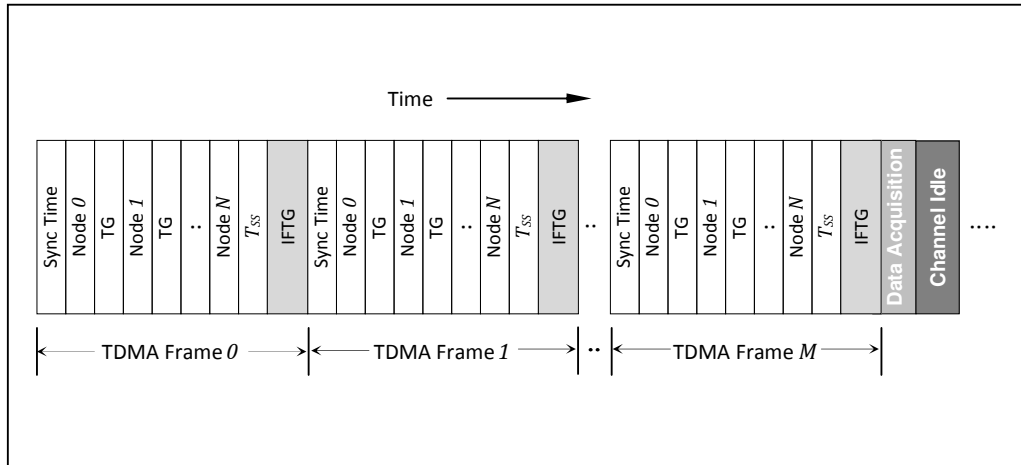 Time
Sync Time
Node 0
TG
Node 1
TG
..
Node N
TSS
IFTG
Sync Time
Node 0
TG
Node 1
TG
..
Node N
TSS
IFTG
..
Sync Time
Node 0
TG
Node 1
TG
..
Node N
TSS
IFTG
Data Acquisition
Channel Idle
....
TDMA Frame 0
TDMA Frame 1
..
TDMA Frame M